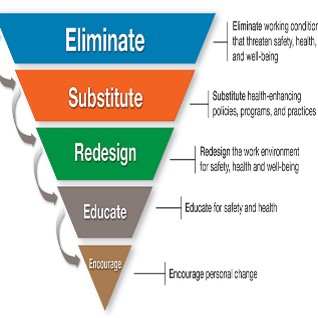 Eliminate
Eliminate working condition
that threaten safety, health,
and well-being
Substitute
Substitute health-enhancing
policies, programs, and practices
Redesign
Redesign the work environment
for safety, health and well-being
Educate
Educate for safety and health
Encourage
Encourage personal change